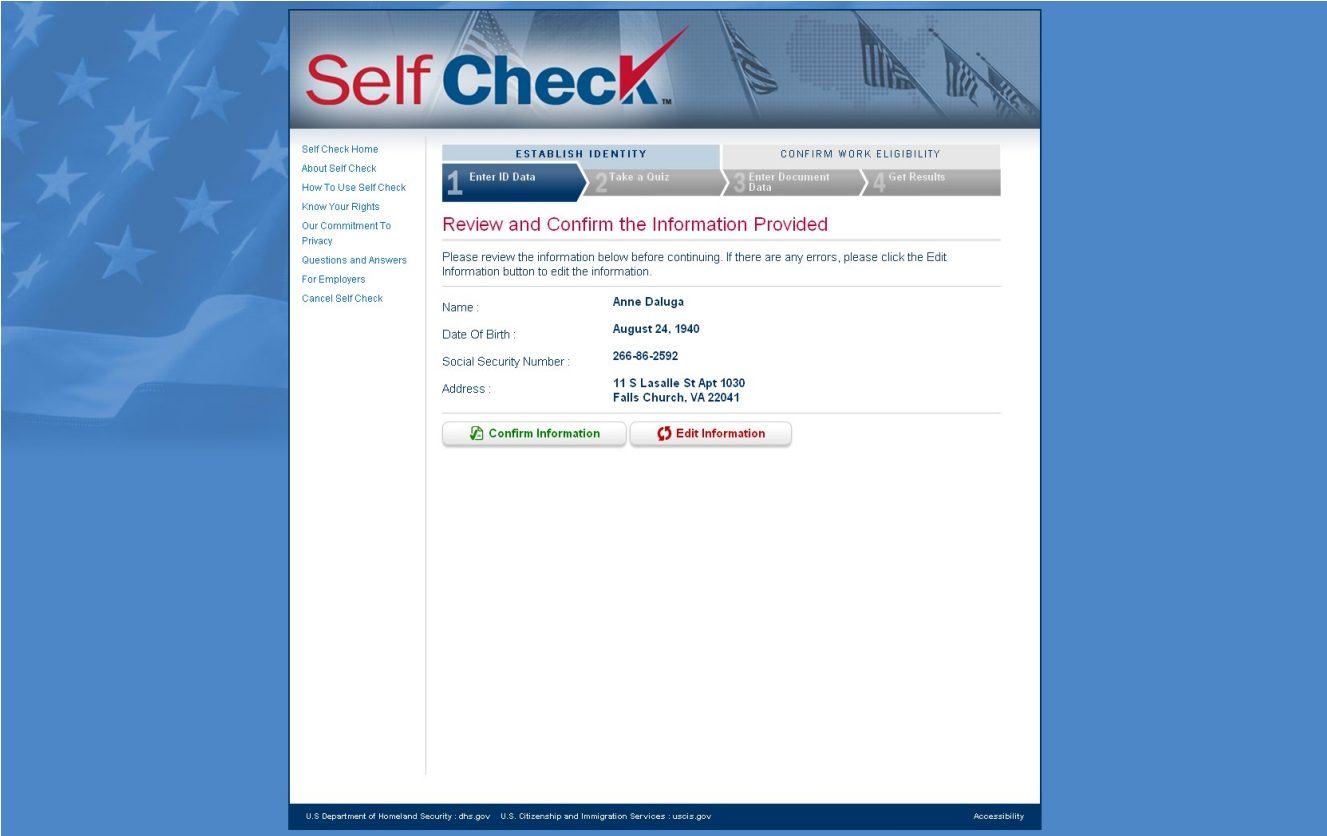 Self Check™
Self Check Home
About Self Check
How To Use Self Check
Know Your Rights
Our Commitment To
Privacy
Questions and Answers
For Employers
Cancel Self Check
ESTABLISH IDENTITY
CONFIRM WORK ELIGIBILITY
1 Enter ID Data
2 Take a Quiz
3 Enter Document
Data
4 Get Results
Review and Confirm the Information Provided
Please review the information below before continuing. If there are any errors, please click the Edit
Information button to edit the information.
Name : Anne Daluga
Date Of Birth : August 24, 1940
Social Security Number : 266-86-2592
Address : 11 S Lasalle St Apt 1030
Falls Church, VA 22041
Confirm Information
Edit Information
U.S Department of Homeland Security : dhs.gov U.S. Citizenship and Immigration Services : uscis.gov Accessibility